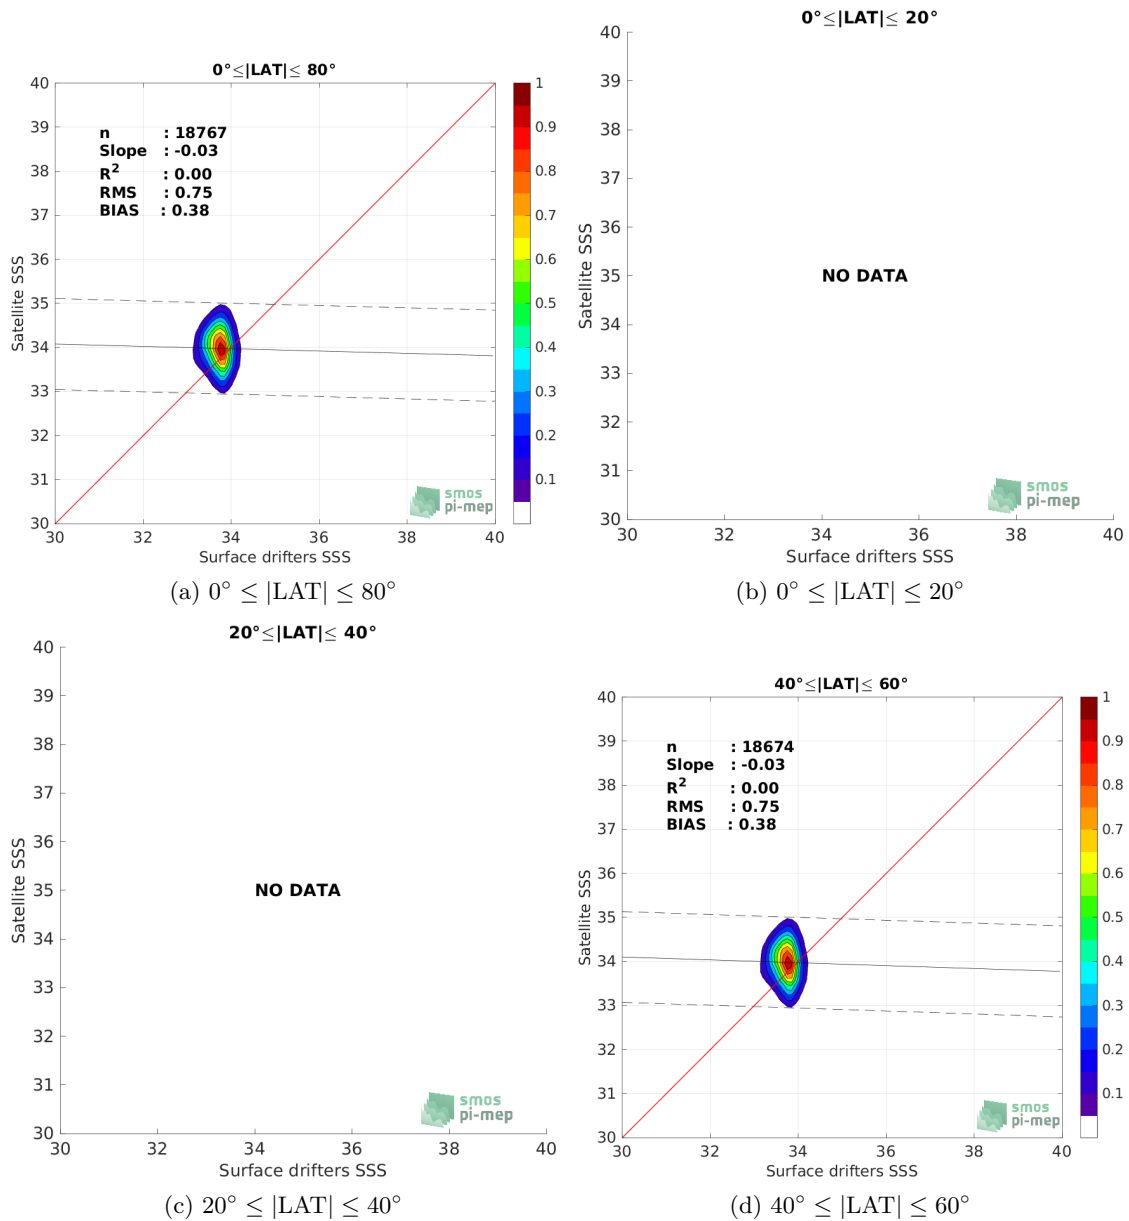 0°≤|LAT|≤ 80°
40
39
38
37
36
35
34
33
32
31
30
Satellite SSS
n : 18767
Slope : -0.03
R² : 0.00
RMS : 0.75
BIAS : 0.38
smos
pi-mep
30 32 34 36 38 40
Surface drifters SSS
1
0.9
0.8
0.7
0.6
0.5
0.4
0.3
0.2
0.1
(a) 0° ≤ |LAT| ≤ 80°
0°≤|LAT|≤ 20°
40
39
38
37
36
35
34
33
32
31
30
Satellite SSS
NO DATA
smos
pi-mep
30 32 34 36 38 40
Surface drifters SSS
(b) 0° ≤ |LAT| ≤ 20°
20°≤|LAT|≤ 40°
40
39
38
37
36
35
34
33
32
31
30
Satellite SSS
NO DATA
smos
pi-mep
30 32 34 36 38 40
Surface drifters SSS
(c) 20° ≤ |LAT| ≤ 40°
40°≤|LAT|≤ 60°
40
39
38
37
36
35
34
33
32
31
30
Satellite SSS
n : 18674
Slope : -0.03
R² : 0.00
RMS : 0.75
BIAS : 0.38
smos
pi-mep
30 32 34 36 38 40
Surface drifters SSS
1
0.9
0.8
0.7
0.6
0.5
0.4
0.3
0.2
0.1
(d) 40° ≤ |LAT| ≤ 60°